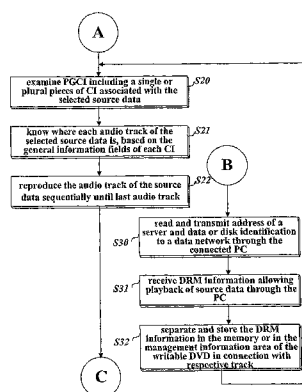 A
examine PGCI including a single or
plural pieces of CI associated with the
selected source data
S20
know where each audio track of the
selected source data is, based on the
general information fields of each CI
S21
reproduce the audio track of the source
data sequentially until last audio track
S22
B
read and transmit address of a
server and data or disk identification
to a data network through the
connected PC
S30
receive DRM information allowing
playback of source data through the
PC
S31
separate and store the DRM
information in the memory or in the
management information area of the
writable DVD in connection with
respective track
S32
C